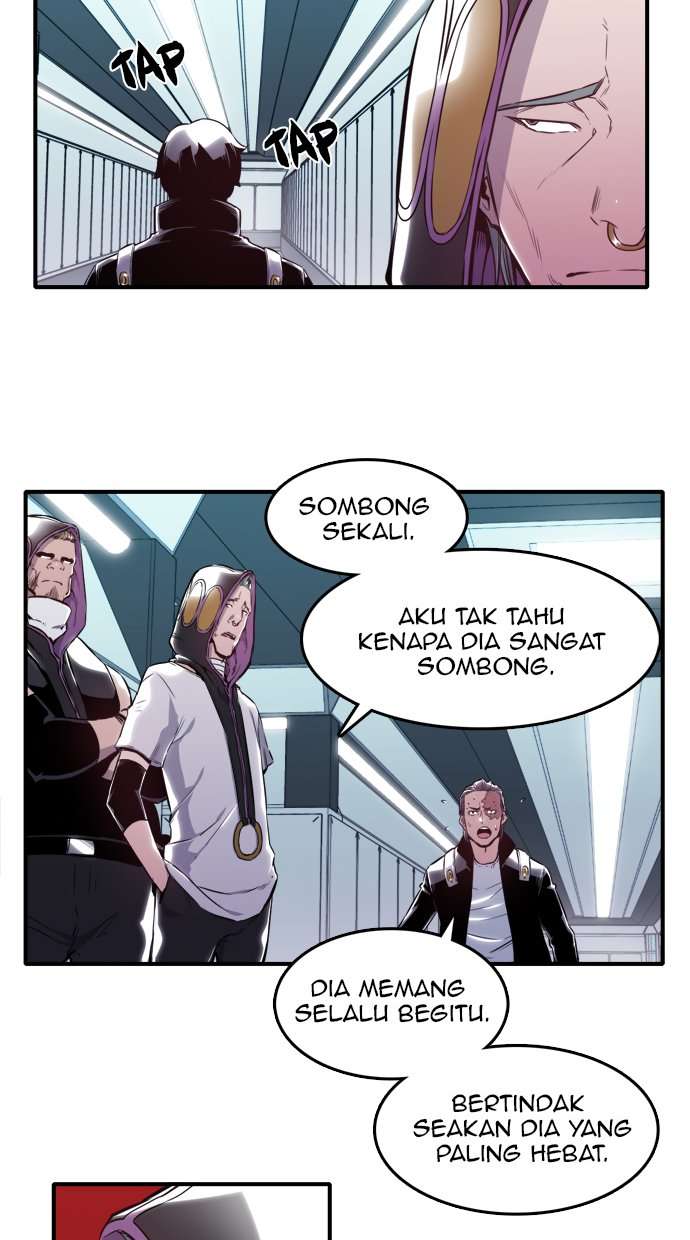 TAP
TAP
SOMBONG
SEKALI.
AKU TAK TAHU
KENAPA DIA SANGAT
SOMBONG.
DIA MEMANG
SELALU BEGITU.
BERTINDAK
SEAKAN DIA YANG
PALING HEBAT.